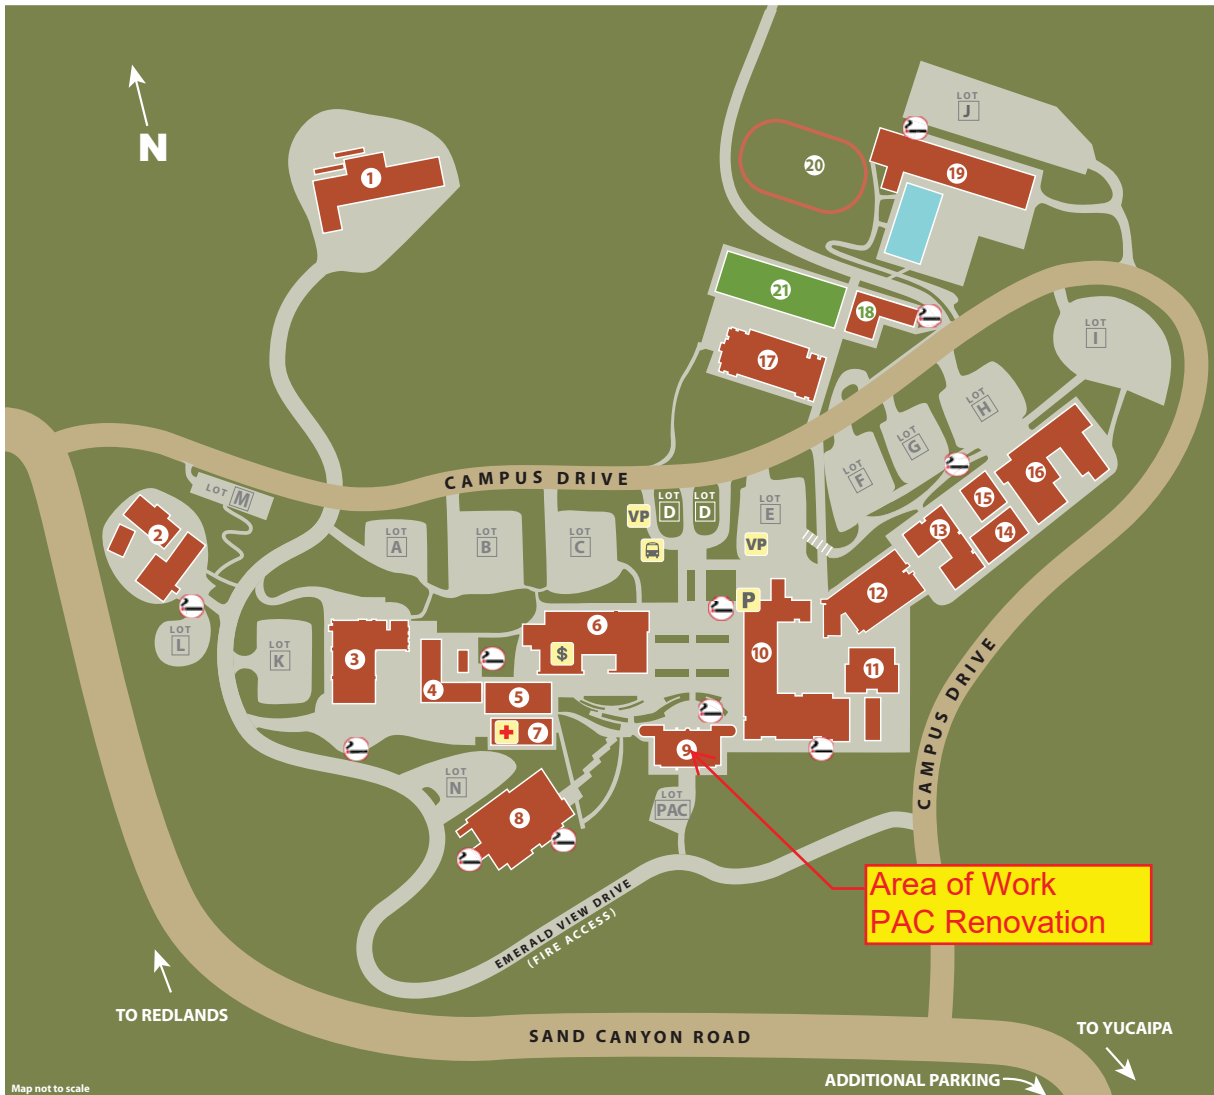 N
LOT
J
1
20
19
21
18
LOT
I
17
LOT
H
LOT
G
LOT
F
16
15
14
13
CAMPUS DRIVE
LOT
M
2
LOT
A
LOT
B
LOT
C
VP
LOT
D
LOT
D
LOT
E
VP
P
12
LOT
L
LOT
K
3
4
5
6
$
7
10
11
CAMPUS DRIVE
9
LOT
N
8
LOT
PAC
Area of Work
PAC Renovation
EMERALD VIEW DRIVE
(FIRE ACCESS)
TO REDLANDS
SAND CANYON ROAD
TO YUCAIPA
ADDITIONAL PARKING
Map not to scale